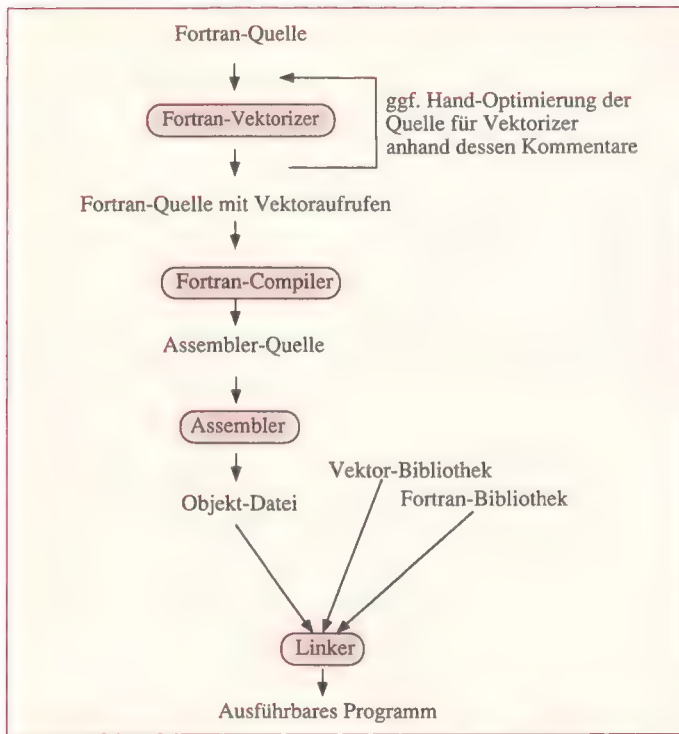 Fortran-Quelle
ggf. Hand-Optimierung der
Quelle für Vektorizer
anhand dessen Kommentare
Fortran-Vektorizer
Fortran-Quelle mit Vektoraufrufen
Fortran-Compiler
Assembler-Quelle
Assembler
Vektor-Bibliothek
Fortran-Bibliothek
Objekt-Datei
Linker
Ausführbares Programm